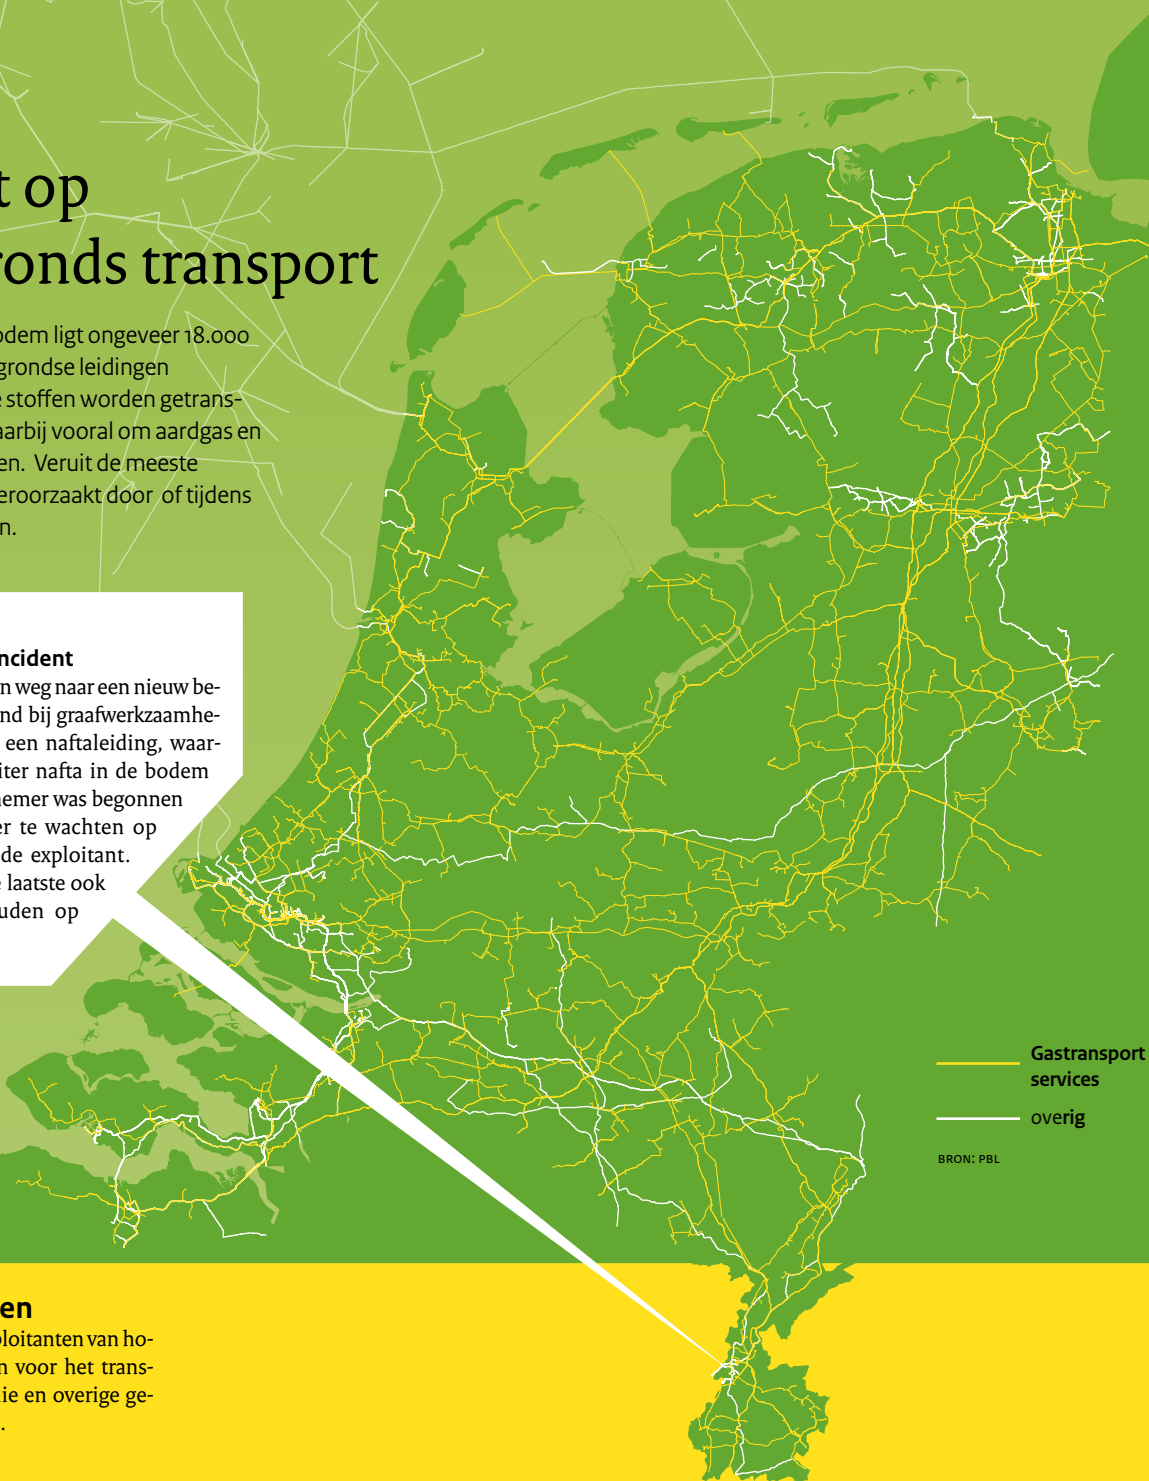 t op
ronds transport
odem ligt ongeveer 18.000
grondse leidingen
e stoffen worden getrans-
aarbij vooral om aardgas en
en. Veruit de meeste
eroorzaakt door of tijdens
n.
ncident
n weg naar een nieuw be-
nd bij graafwerkzaamhe-
een naftaleiding, waar-
iter nafta in de bodem
nemer was begonnen
er te wachten op
de exploitant.
e laatste ook
uden op
Gastransport
services
overig
BRON: PBL
en
ploitanten van ho-
n voor het trans-
ie en overige ge-
.